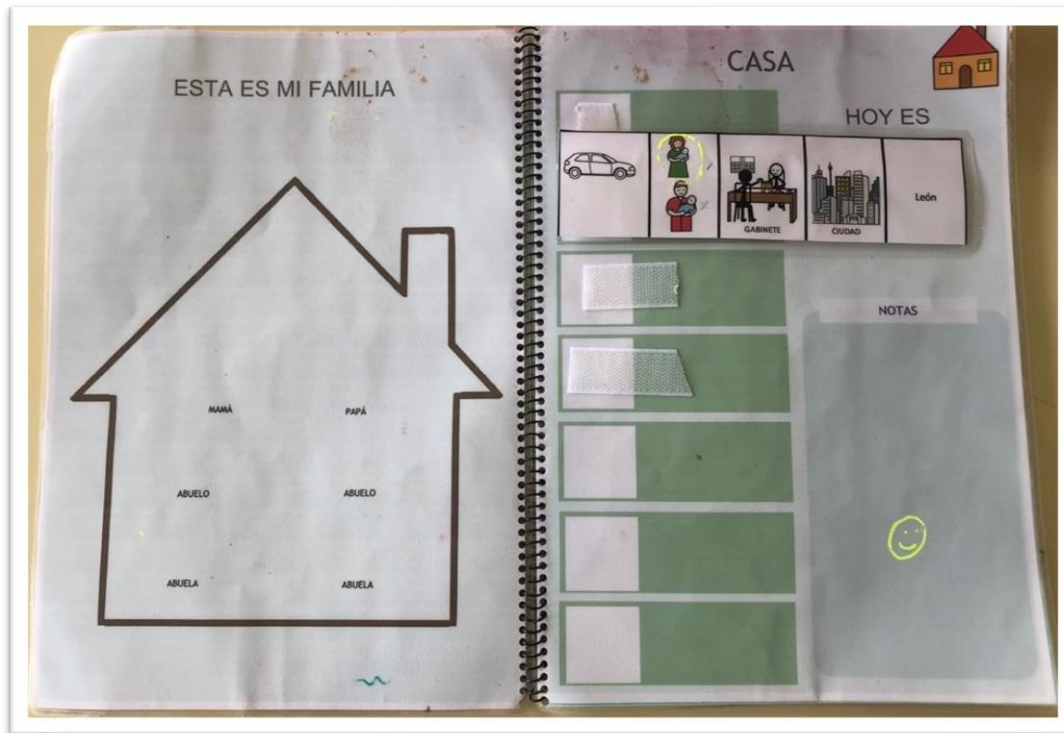 ESTA ES MI FAMILIA
MAMÁ PAPÁ
ABUELO ABUELO
ABUELA ABUELA
CASA
HOY ES
GABINETE CIUDAD León
NOTAS